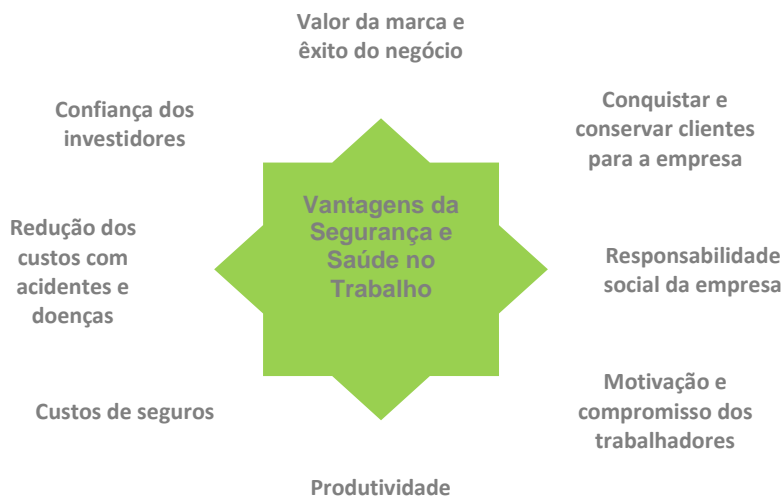 Valor da marca e
êxito do negócio
Conquistar e
conservar clientes
para a empresa
Responsabilidade
social da empresa
Motivação e
compromisso dos
trabalhadores
Produtividade
Custos de seguros
Redução dos
custos com
acidentes e
doenças
Confiança dos
investidores
Vantagens da
Segurança e
Saúde no
Trabalho